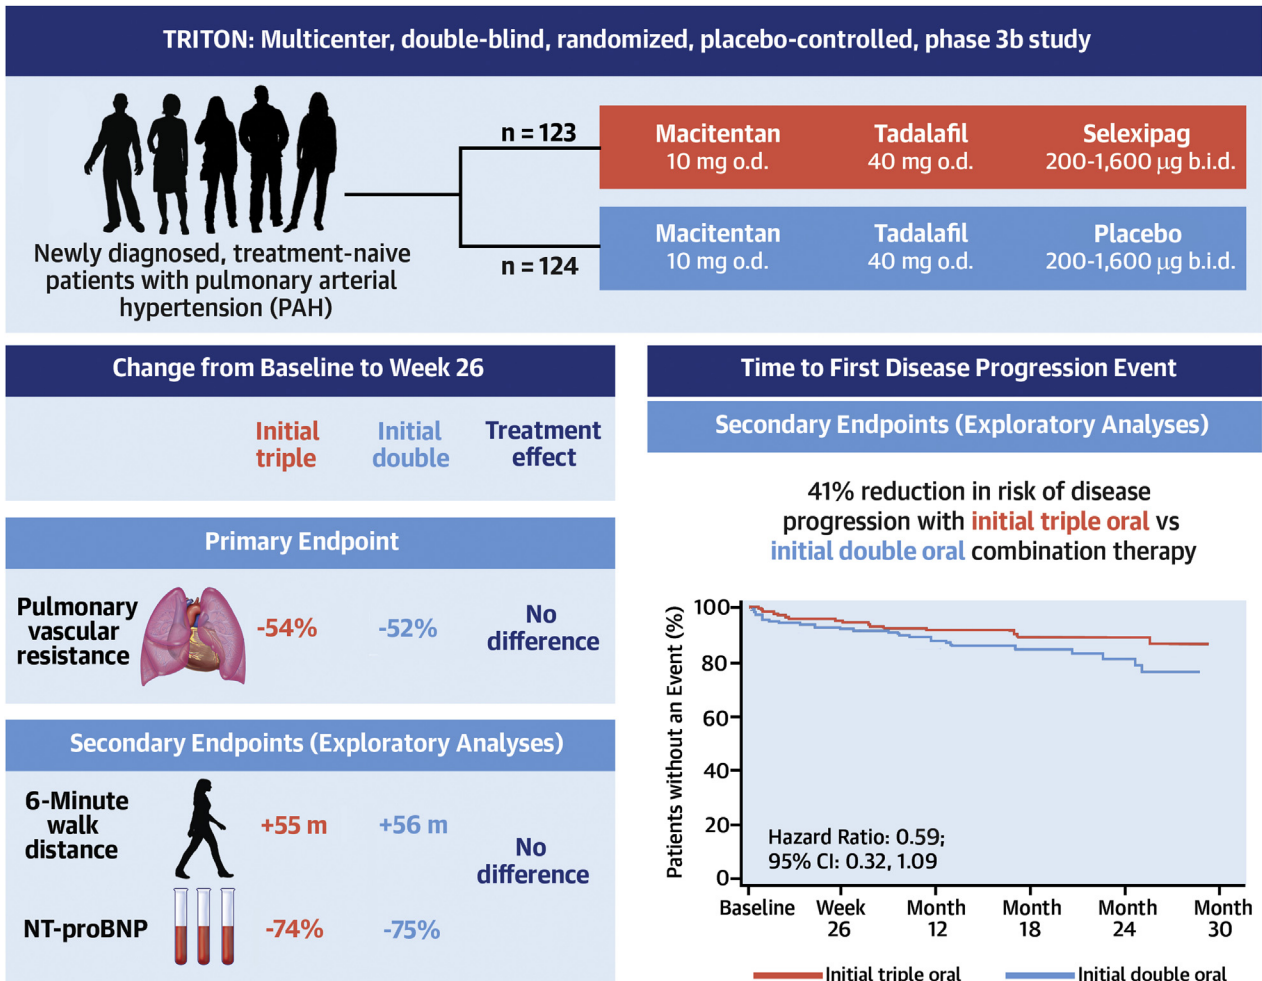 TRITON: Multicenter, double-blind, randomized, placebo-controlled, phase 3b study
Newly diagnosed, treatment-naive
patients with pulmonary arterial
hypertension (PAH)
n = 123
Macitentan
10 mg o.d.
Tadalafil
40 mg o.d.
Selexipag
200-1,600 µg b.i.d.
n = 124
Macitentan
10 mg o.d.
Tadalafil
40 mg o.d.
Placebo
200-1,600 µg b.i.d.
Change from Baseline to Week 26
Initial
triple
Initial
double
Treatment
effect
Primary Endpoint
Pulmonary
vascular
resistance
-54%
-52%
No
difference
Secondary Endpoints (Exploratory Analyses)
6-Minute
walk
distance
+55 m
+56 m
No
difference
NT-proBNP
-74%
-75%
Time to First Disease Progression Event
Secondary Endpoints (Exploratory Analyses)
41% reduction in risk of disease
progression with initial triple oral vs
initial double oral combination therapy
Patients without an Event (%)
100
80
60
40
20
0
Hazard Ratio: 0.59;
95% CI: 0.32, 1.09
Baseline
Week
26
Month
12
Month
18
Month
24
Month
30
Initial triple oral
Initial double oral